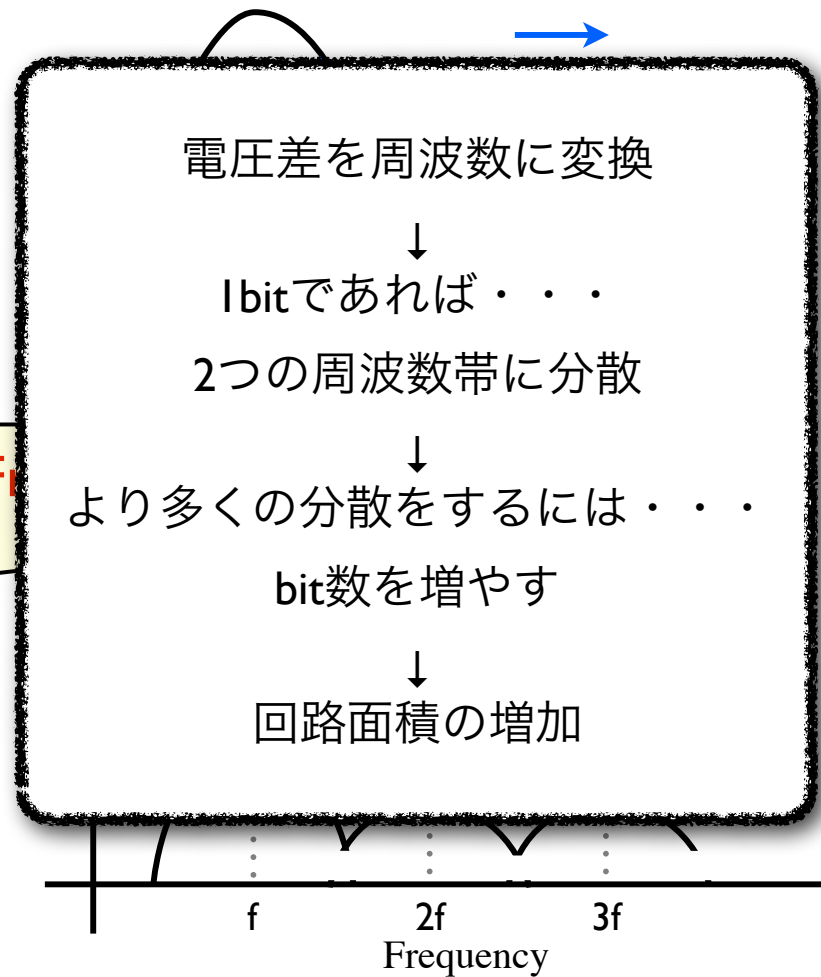 電圧差を周波数に変換
↓
1bitであれば・・・
2つの周波数帯に分散
↓
より多くの分散をするには・・・
bit数を増やす
↓
回路面積の増加
f 2f 3f
Frequency